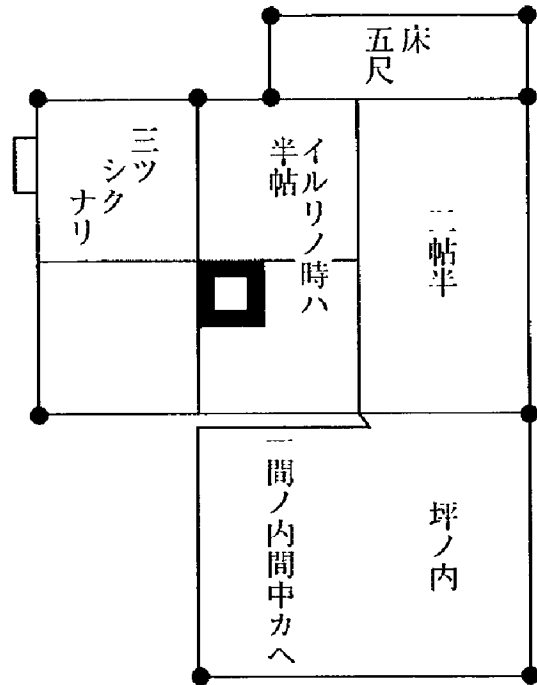 床
五尺
二帖半
イルリノ時ハ
半帖
三ツ
シク
ナリ
坪ノ内
一間ノ内間中カヘ